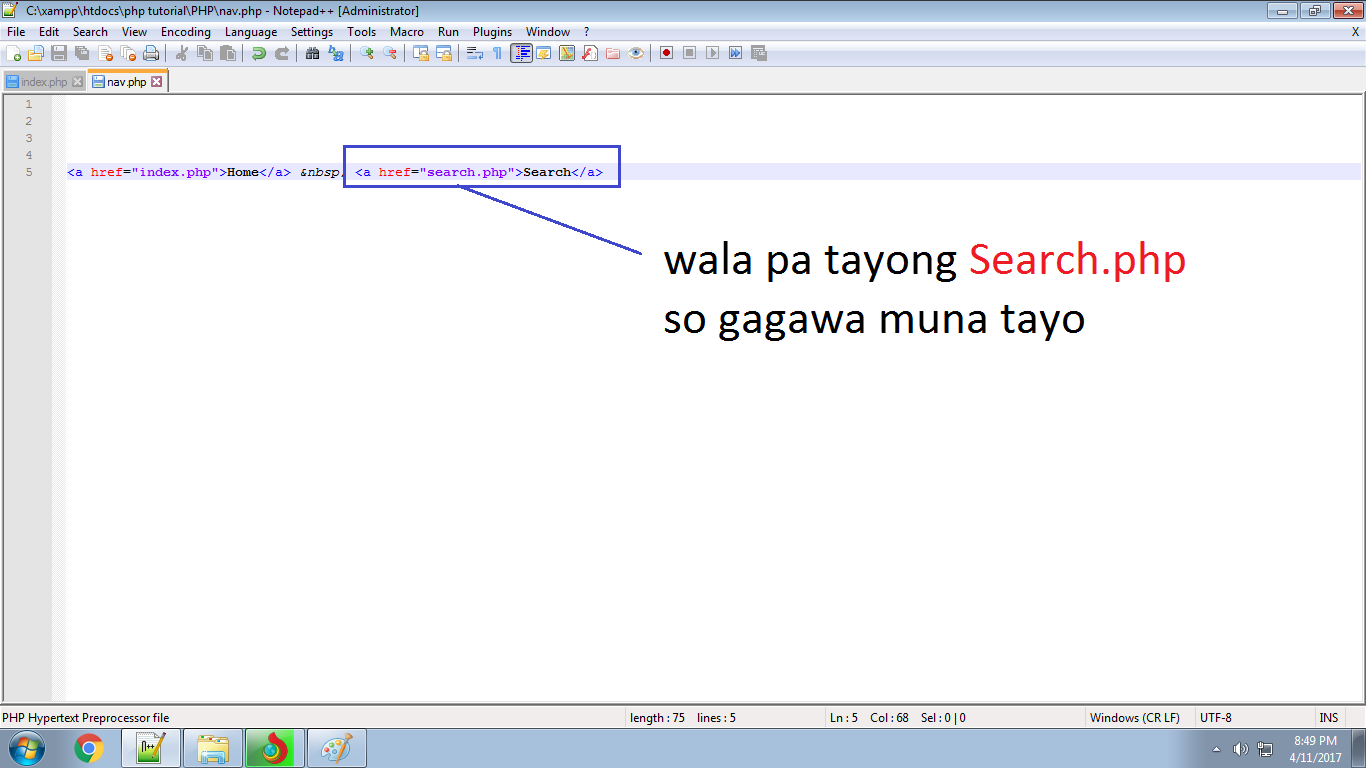 C:\xampp\htdocs\php tutorial\PHP\nav.php - Notepad++ [Administrator]
File Edit Search View Encoding Language Settings Tools Macro Run Plugins Window ? X
index.php nav.php
1
2
3
4
5 <a href="index.php">Home</a> &nbsp; <a href="search.php">Search</a>
wala pa tayong Search.php
so gagawa muna tayo
PHP Hypertext Preprocessor file length : 75 lines : 5 Ln : 5 Col : 68 Sel : 0 | 0 Windows (CR LF) UTF-8 INS
8:49 PM
4/11/2017